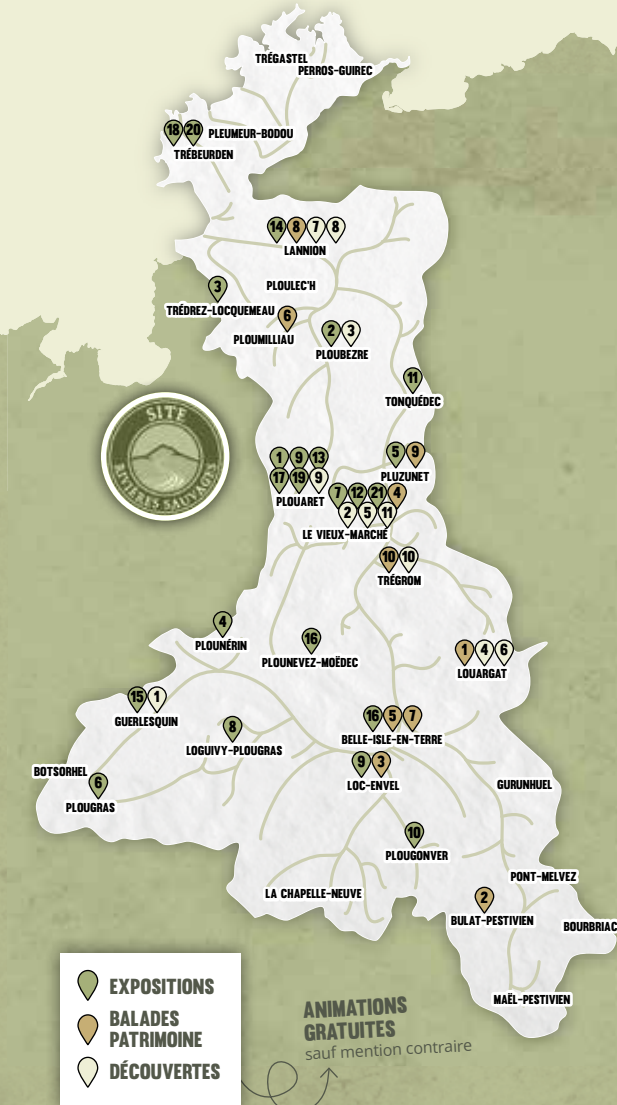 TRÉGASTEL
PERROS-GUIREC
18 20
PLEUMEUR-BODOU
TRÉBEURDEN
14 8 7 8
LANNION
3
PLOULEC'H
TRÉDREZ-LOCQUEMEAU
6
PLOUMILLIAU
2 3
PLOUBEZRE
11
TONQUÉDEC
SITE
RIVIÈRES SAUVAGES
1 9 13
17 19 9
PLOUARET
5 9
PLUZUNET
7 12 21 4
2 5 11
LE VIEUX-MARCHÉ
10 10
TRÉGROM
4
PLOUNÉRIN
16
PLOUNEVEZ-MOËDEC
1 4 6
LOUARGAT
15 1
GUERLESQUIN
8
LOGUIVY-PLOUGRAS
16 5 7
BELLE-ISLE-EN-TERRE
9 3
LOC-ENVEL
BOTSORHEL
6
PLOUGRAS
GURUNHUEL
10
PLOUGONVER
PONT-MELVEZ
LA CHAPELLE-NEUVE
2
BULAT-PESTIVIEN
BOURBRIAC
MAËL-PESTIVIEN
EXPOSITIONS
BALADES
PATRIMOINE
DÉCOUVERTES
ANIMATIONS
GRATUITES
sauf mention contraire